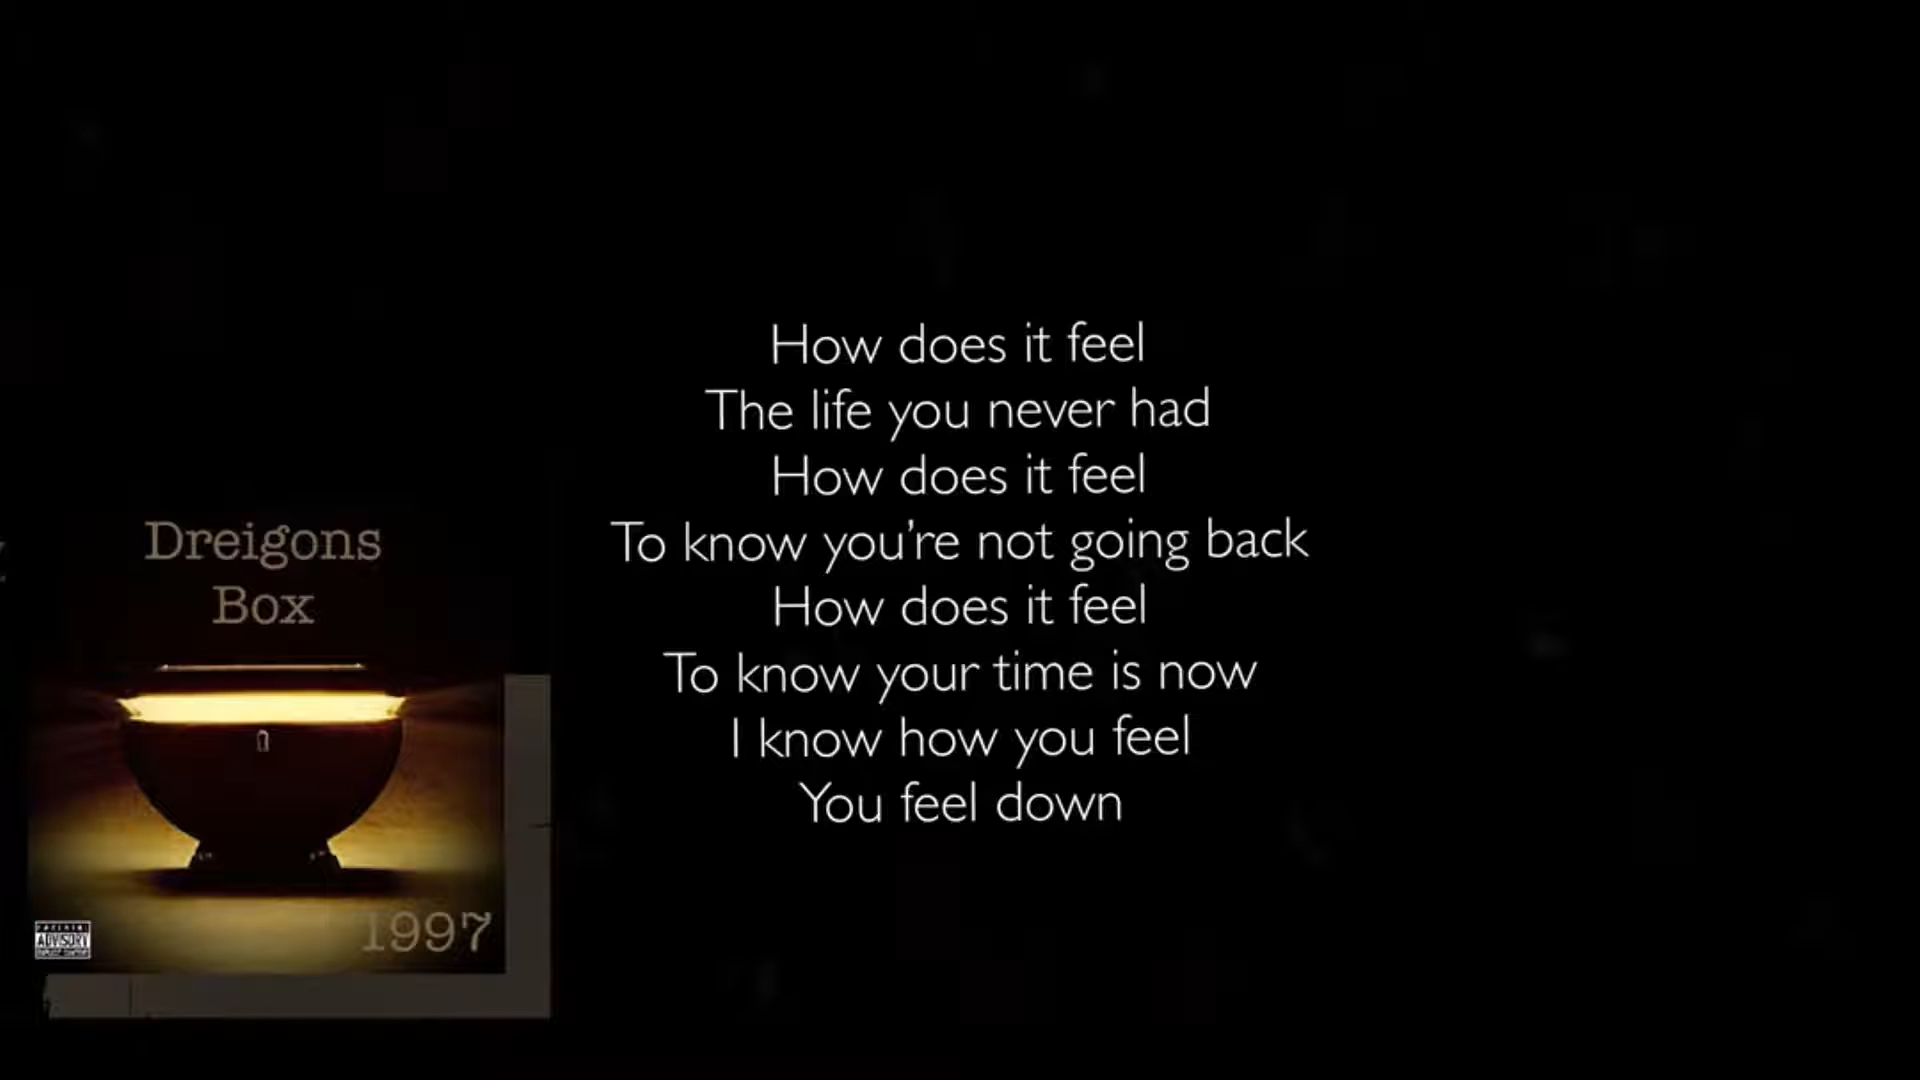 How does it feel
The life you never had
How does it feel
To know you're not going back
How does it feel
To know your time is now
I know how you feel
You feel down
Dreigons
Box
1997
ADVISORY